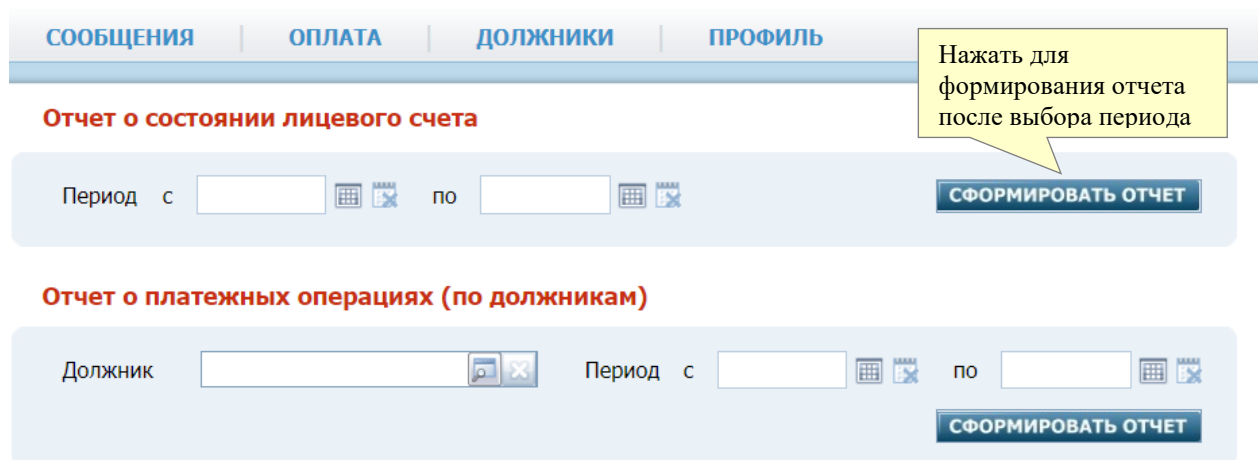 СООБЩЕНИЯ ОПЛАТА ДОЛЖНИКИ ПРОФИЛЬ
Нажать для
формирования отчета
после выбора периода
Отчет о состоянии лицевого счета
Период с по СФОРМИРОВАТЬ ОТЧЕТ
Отчет о платежных операциях (по должникам)
Должник Период с по
СФОРМИРОВАТЬ ОТЧЕТ